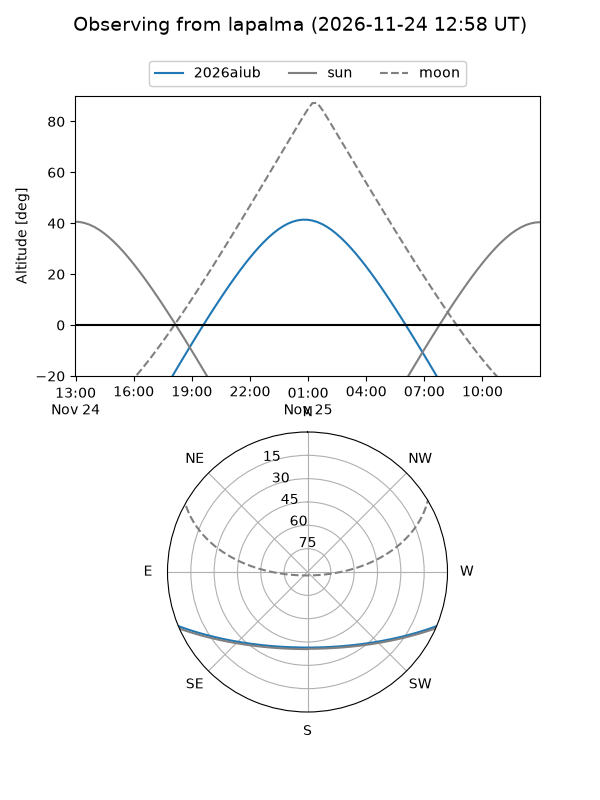 Observing from lapalma (2026-11-24 12:58 UT)
2026aiub sun moon
Altitude [deg]
80
60
40
20
0
−20
13:00 16:00 19:00 22:00 01:00 04:00 07:00 10:00
Nov 24 Nov 25
N
NE NW
15
30
45
60
75
E W
SE SW
S